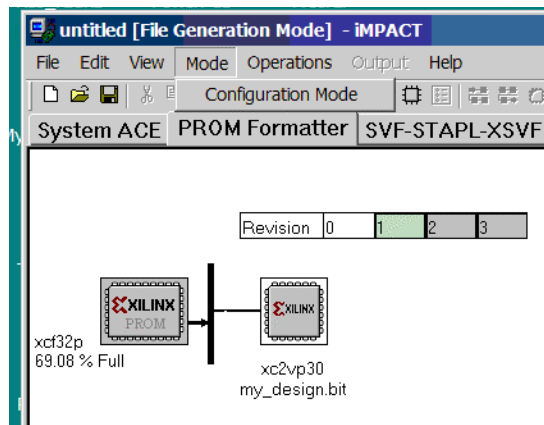 untitled [File Generation Mode] - iMPACT
File Edit View Mode Operations Output Help
Configuration Mode
System ACE PROM Formatter SVF-STAPL-XSVF
Revision 0 1 2 3
XILINX
PROM
XILINX
xcf32p
69.08 % Full
xc2vp30
my_design.bit